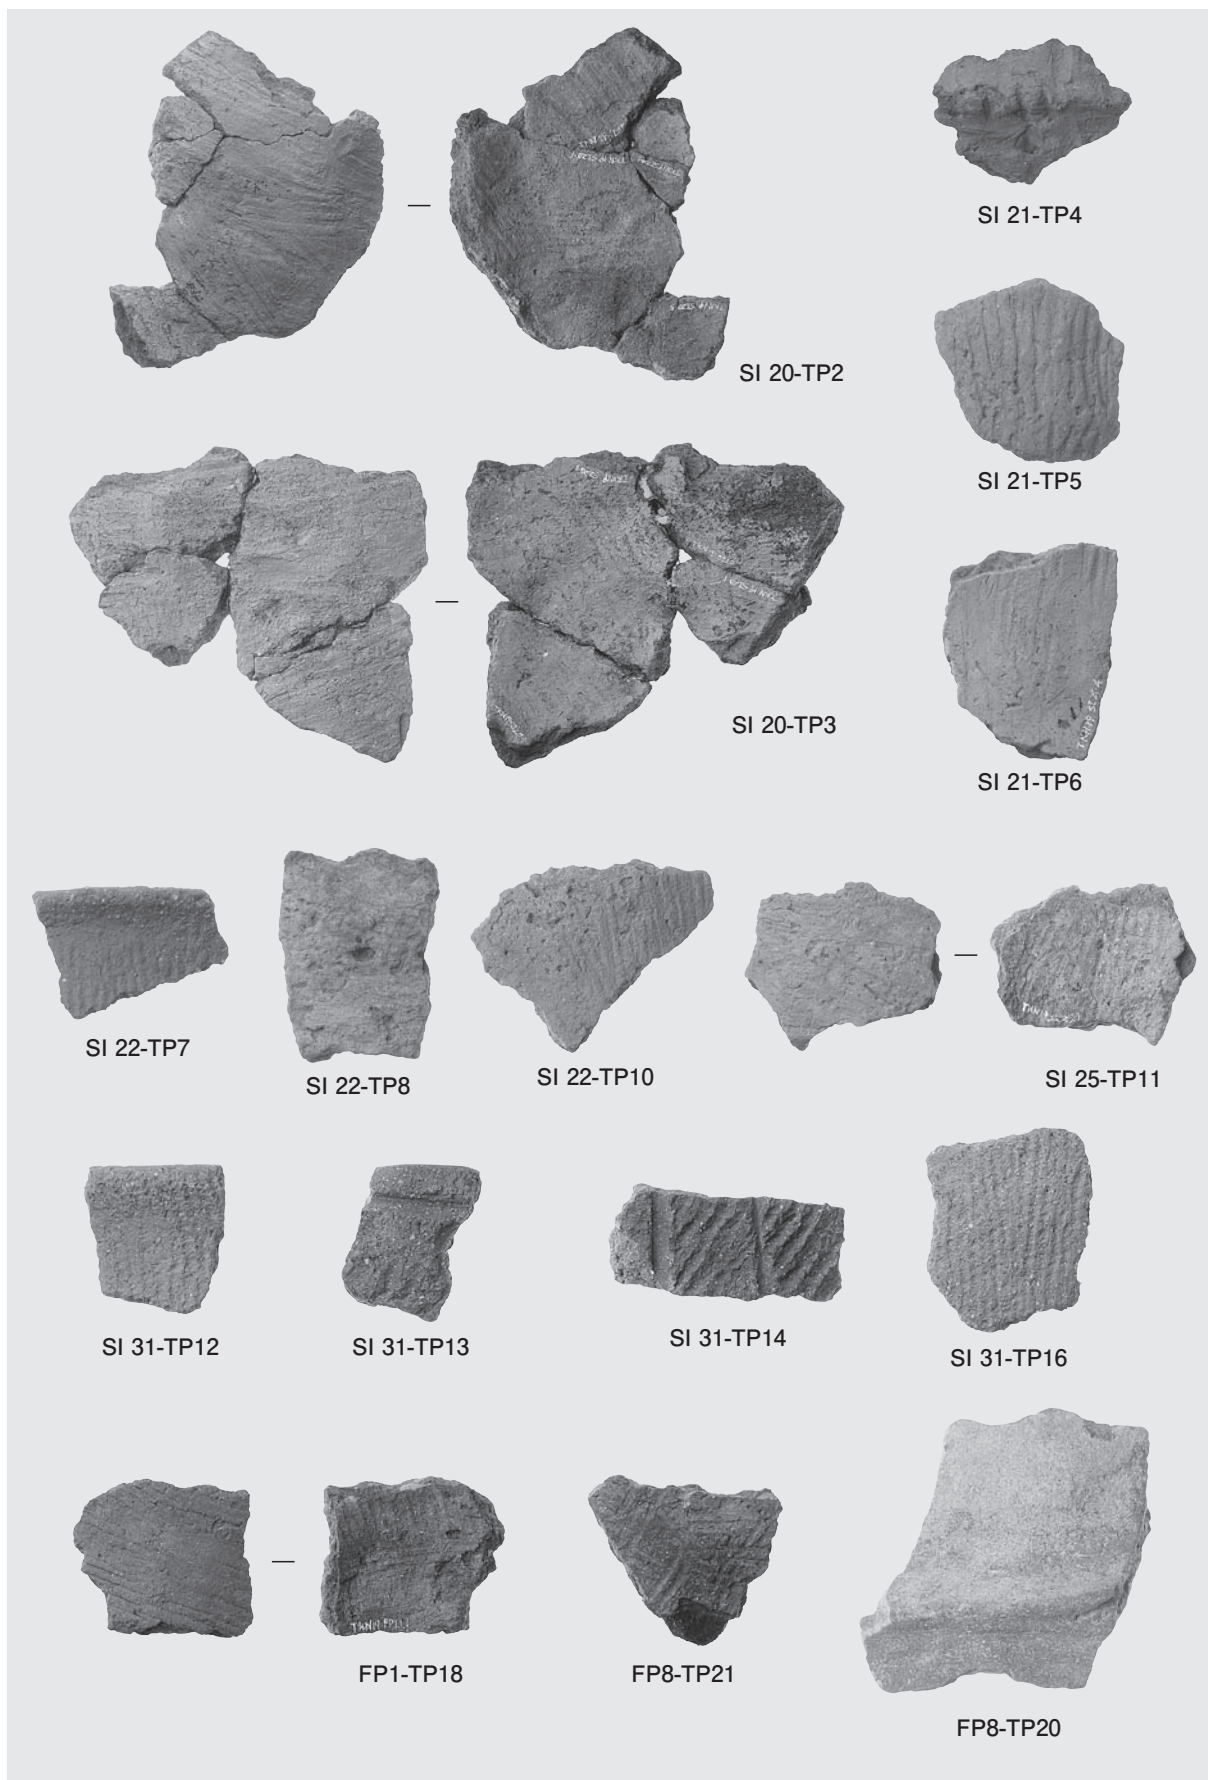 SI 21-TP4
SI 20-TP2
SI 21-TP5
SI 20-TP3
SI 21-TP6
SI 22-TP7
SI 22-TP8
SI 22-TP10
SI 25-TP11
SI 31-TP12
SI 31-TP13
SI 31-TP14
SI 31-TP16
FP1-TP18
FP8-TP21
FP8-TP20